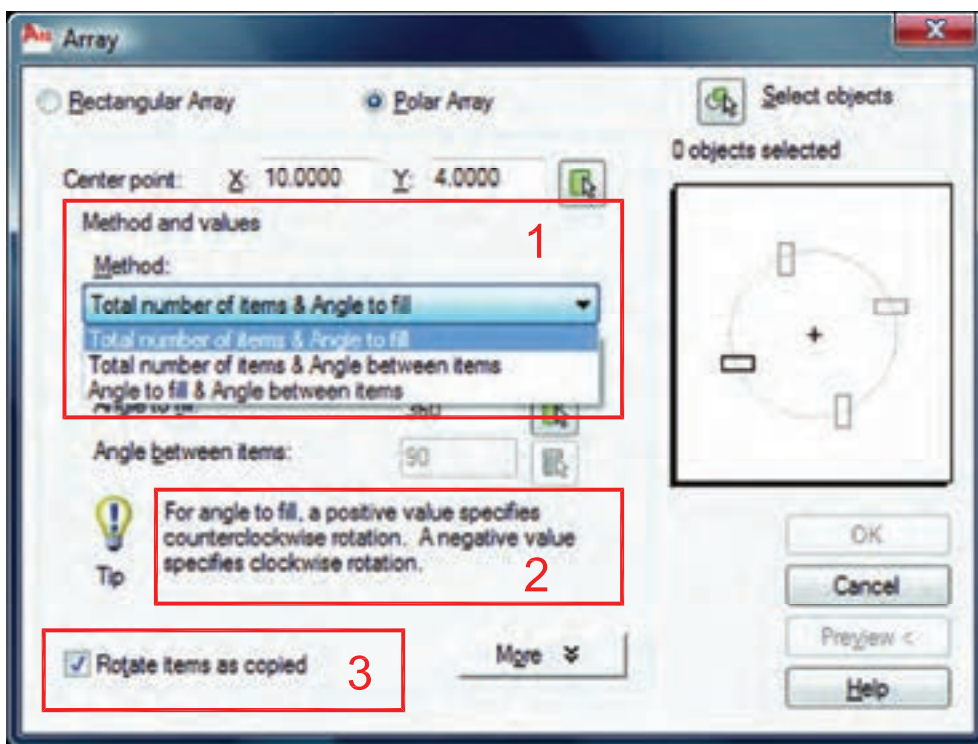 Array
Rectangular Array Polar Array Select objects
0 objects selected
Center point: X: 10.0000 Y: 4.0000
Method and values 1
Method:
Total number of items & Angle to fill
Total number of items & Angle to fill
Total number of items & Angle between items
Angle to fill & Angle between items
Angle to fill: 360
Angle between items: 90
For angle to fill, a positive value specifies
counterclockwise rotation. A negative value
specifies clockwise rotation. 2
Tip
OK
Cancel
Rotate items as copied 3 More Preview <
Help